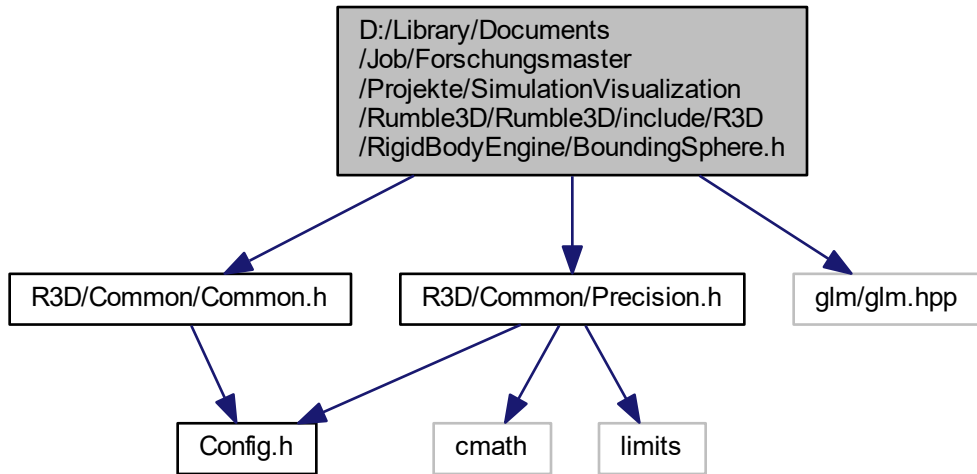 D:/Library/Documents
/Job/Forschungsmaster
/Projekte/SimulationVisualization
/Rumble3D/Rumble3D/include/R3D
/RigidBodyEngine/BoundingSphere.h
R3D/Common/Common.h
R3D/Common/Precision.h
glm/glm.hpp
Config.h
cmath
limits